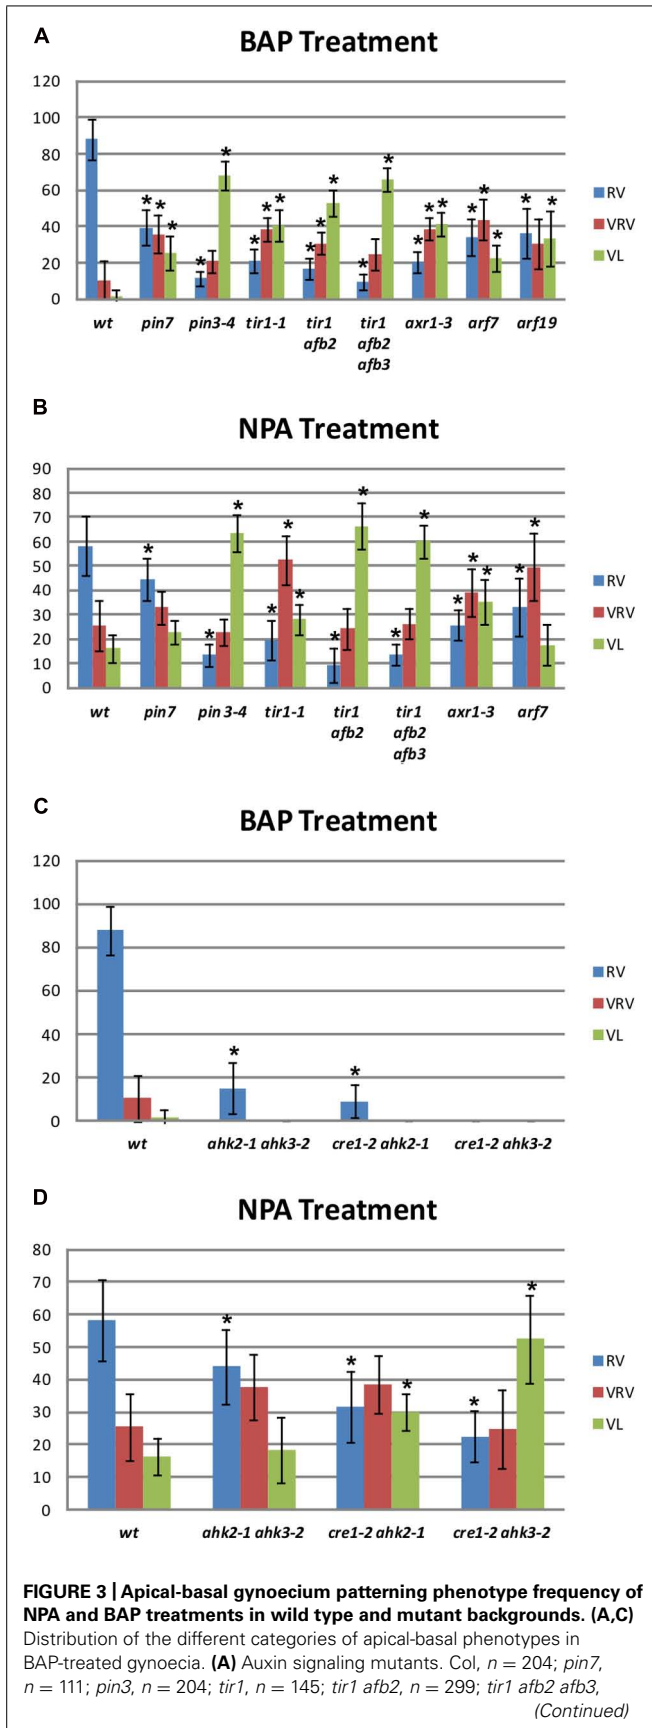 A
BAP Treatment
120
100
80
60
40
20
0
* * * * * * * * * * * * * * * * * * * * *
RV
VRV
VL
wt pin7 pin3-4 tir1-1 tir1 tir1 axr1-3 arf7 arf19
afb2 afb2
afb3
B
NPA Treatment
90
80
70
60
50
40
30
20
10
0
* * * * * * * * * * * * * * *
RV
VRV
VL
wt pin7 pin3-4 tir1-1 tir1 tir1 axr1-3 arf7
afb2 afb2
afb3
C
BAP Treatment
120
100
80
60
40
20
0
* *
RV
VRV
VL
wt ahk2-1 ahk3-2 cre1-2 ahk2-1 cre1-2 ahk3-2
D
NPA Treatment
80
70
60
50
40
30
20
10
0
* * * * *
RV
VRV
VL
wt ahk2-1 ahk3-2 cre1-2 ahk2-1 cre1-2 ahk3-2
FIGURE 3 | Apical-basal gynoecium patterning phenotype frequency of
NPA and BAP treatments in wild type and mutant backgrounds. (A,C)
Distribution of the different categories of apical-basal phenotypes in
BAP-treated gynoecia. (A) Auxin signaling mutants. Col, n = 204; pin7,
n = 111; pin3, n = 204; tir1, n = 145; tir1 afb2, n = 299; tir1 afb2 afb3,
(Continued)